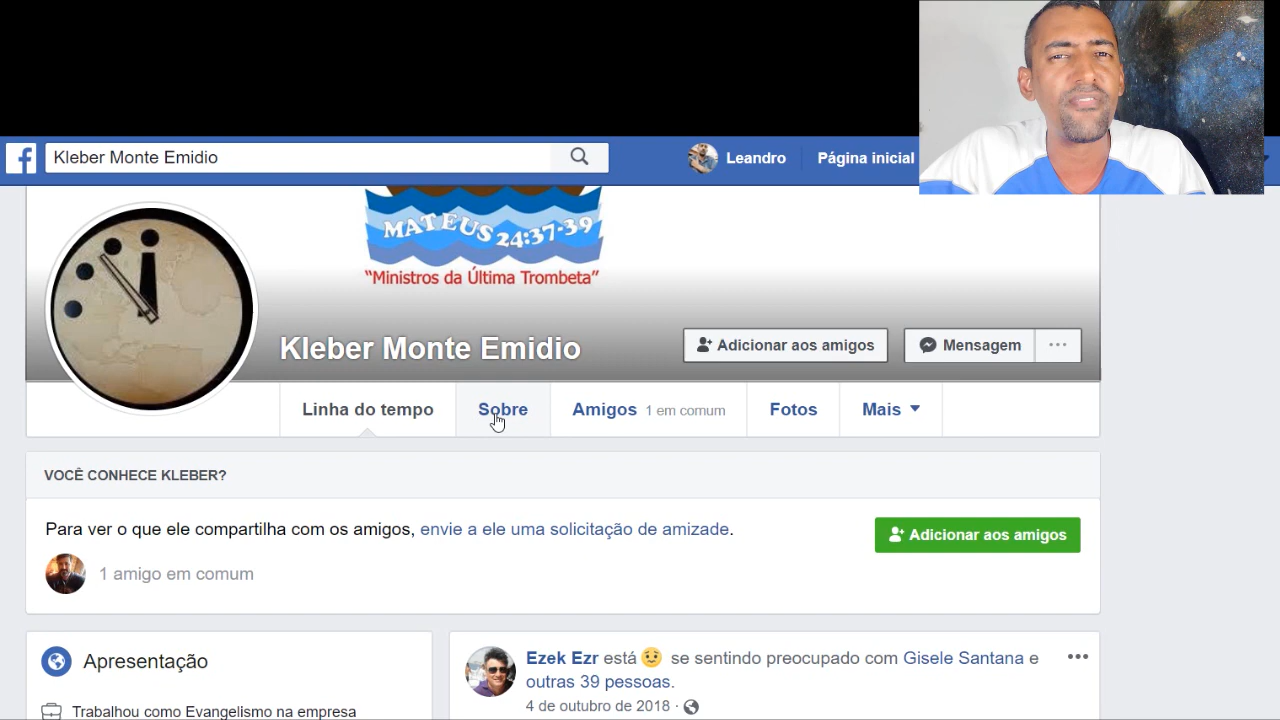 Kleber Monte Emidio
Leandro
Página inicial
MATEUS 24:37-39
“Ministros da Última Trombeta”
Kleber Monte Emidio
Adicionar aos amigos
Mensagem
Linha do tempo
Sobre
Amigos 1 em comum
Fotos
Mais
VOCÊ CONHECE KLEBER?
Para ver o que ele compartilha com os amigos, envie a ele uma solicitação de amizade.
Adicionar aos amigos
1 amigo em comum
Apresentação
Trabalhou como Evangelismo na empresa
Ezek Ezr está se sentindo preocupado com Gisele Santana e
outras 39 pessoas.
4 de outubro de 2018 ·